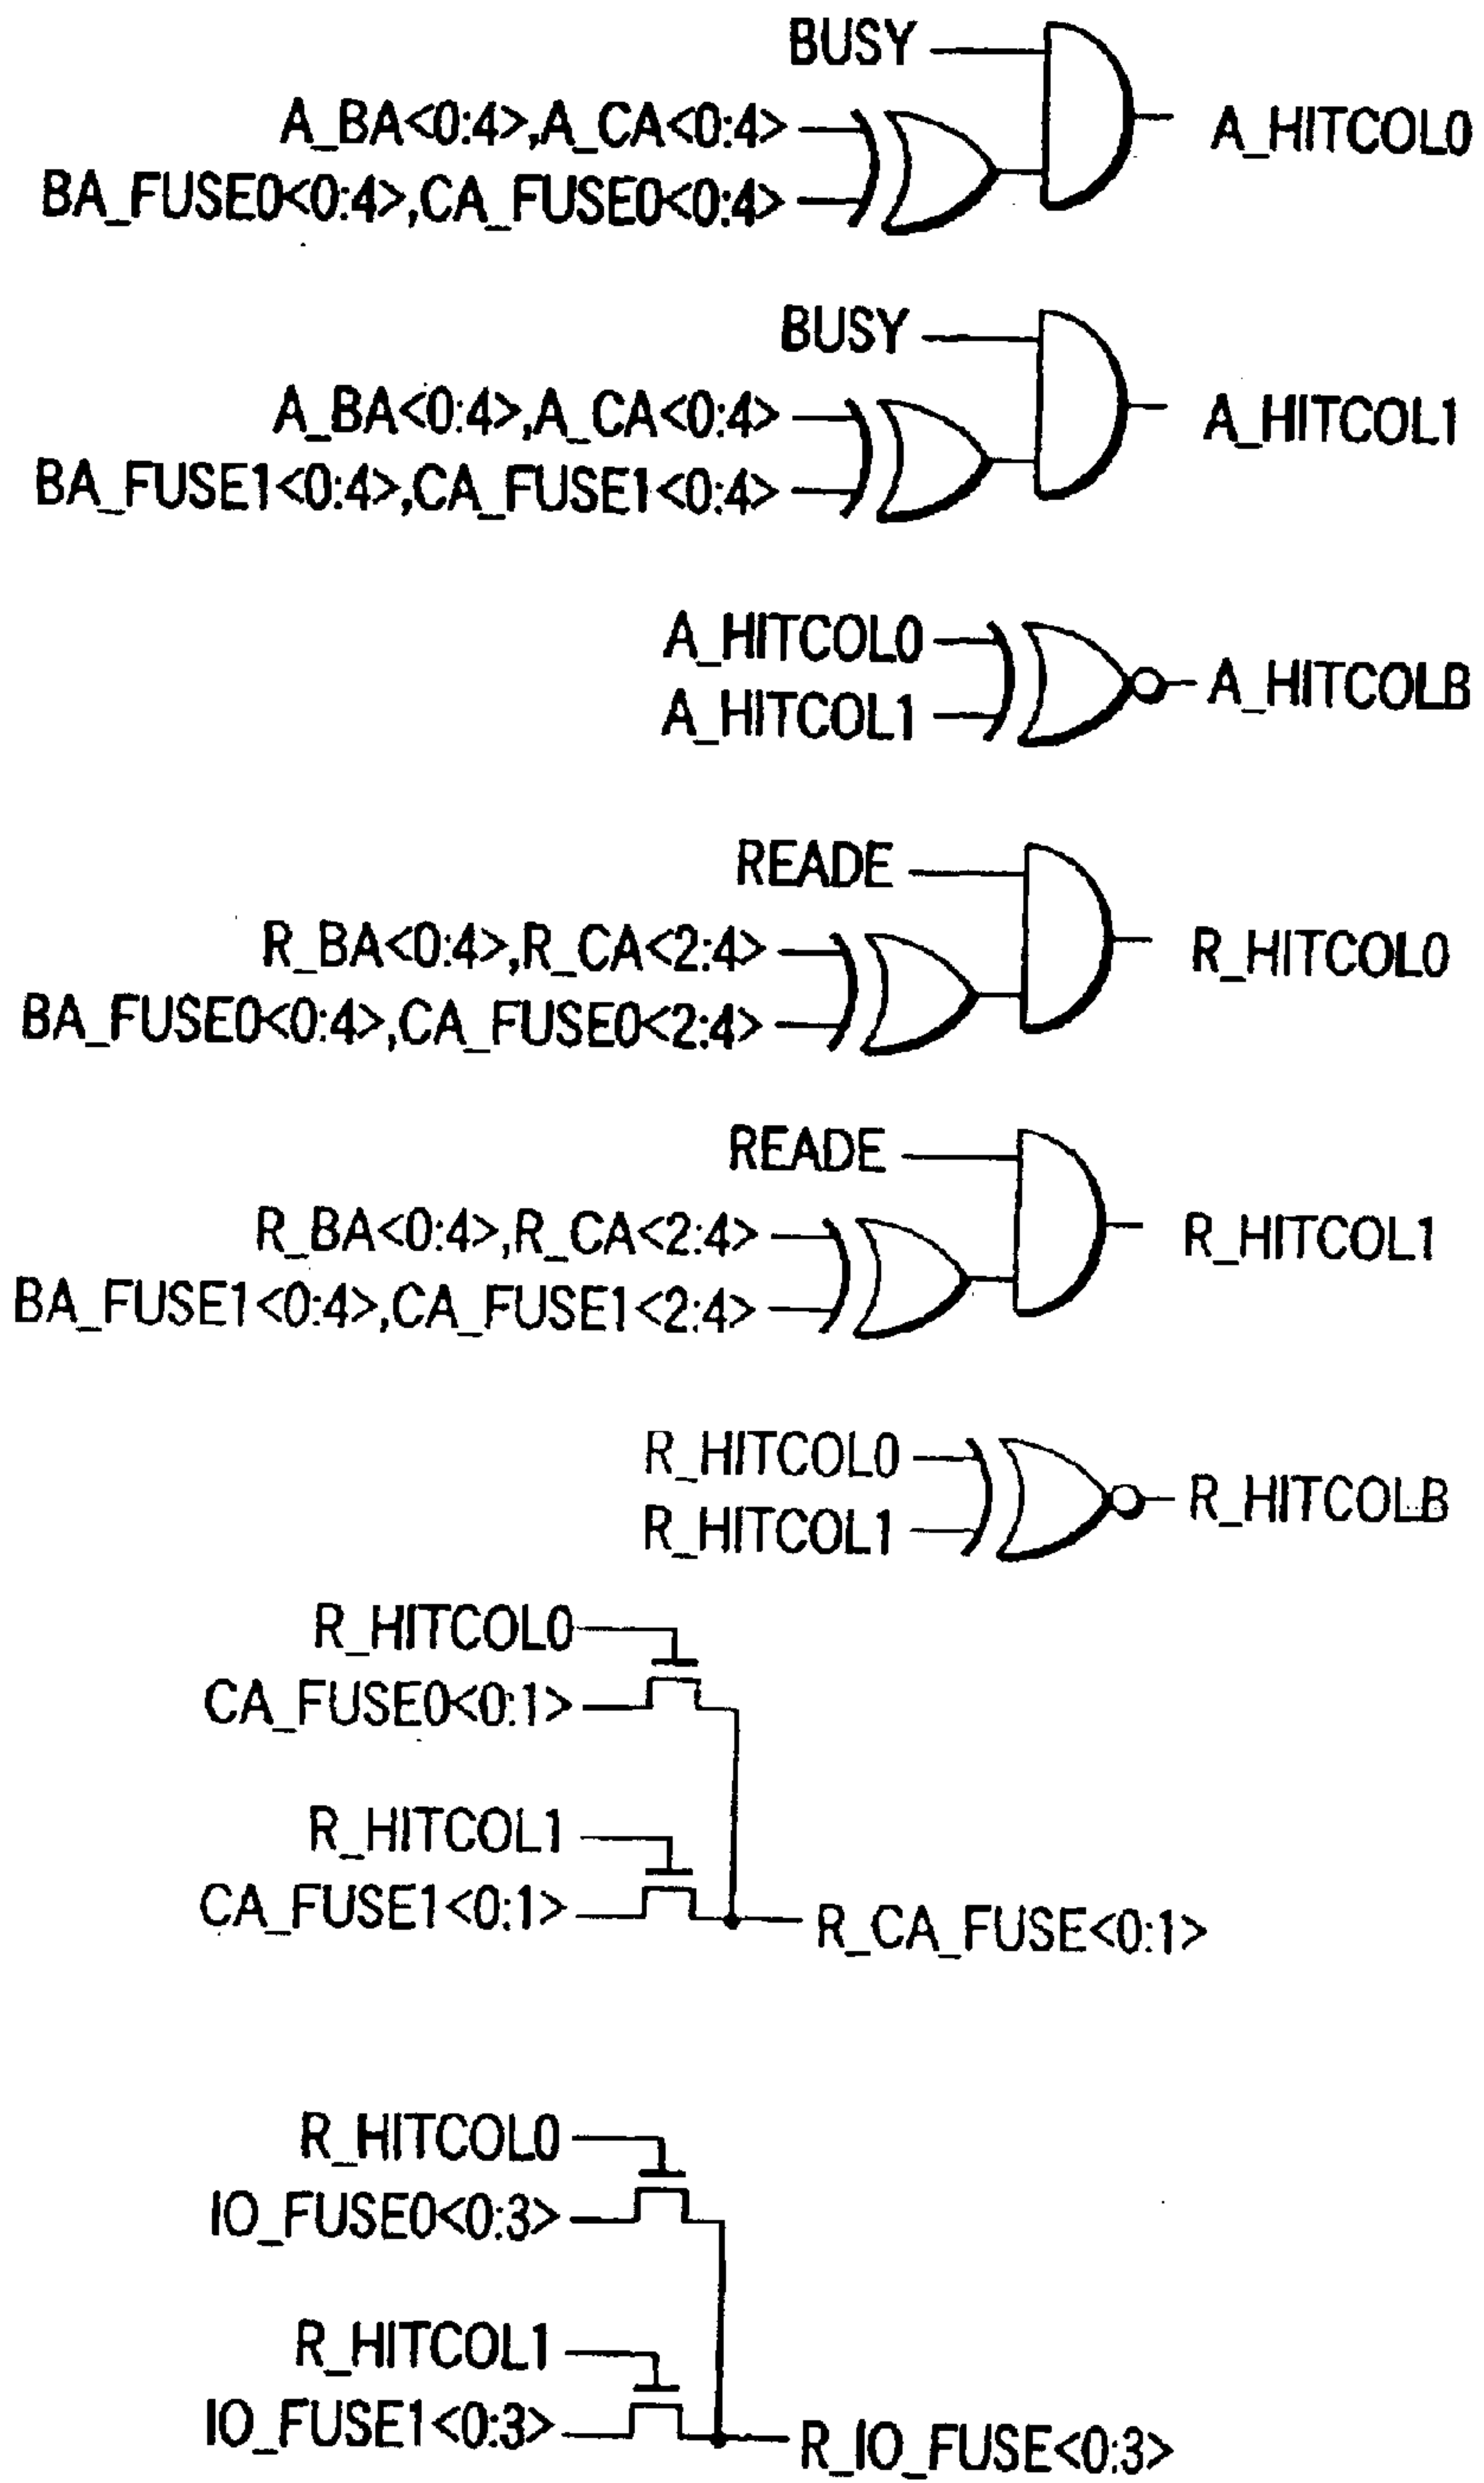 BUSY
A_BA<0:4>,A_CA<0:4>
BA_FUSE0<0:4>,CA_FUSE0<0:4>
A_HITCOL0
BUSY
A_BA<0:4>,A_CA<0:4>
BA_FUSE1<0:4>,CA_FUSE1<0:4>
A_HITCOL1
A_HITCOL0
A_HITCOL1
A_HITCOLB
READE
R_BA<0:4>,R_CA<2:4>
BA_FUSE0<0:4>,CA_FUSE0<2:4>
R_HITCOL0
READE
R_BA<0:4>,R_CA<2:4>
BA_FUSE1<0:4>,CA_FUSE1<2:4>
R_HITCOL1
R_HITCOL0
R_HITCOL1
R_HITCOLB
R_HITCOL0
CA_FUSE0<0:1>
R_HITCOL1
CA_FUSE1<0:1>
R_CA_FUSE<0:1>
R_HITCOL0
IO_FUSE0<0:3>
R_HITCOL1
IO_FUSE1<0:3>
R_IO_FUSE<0:3>